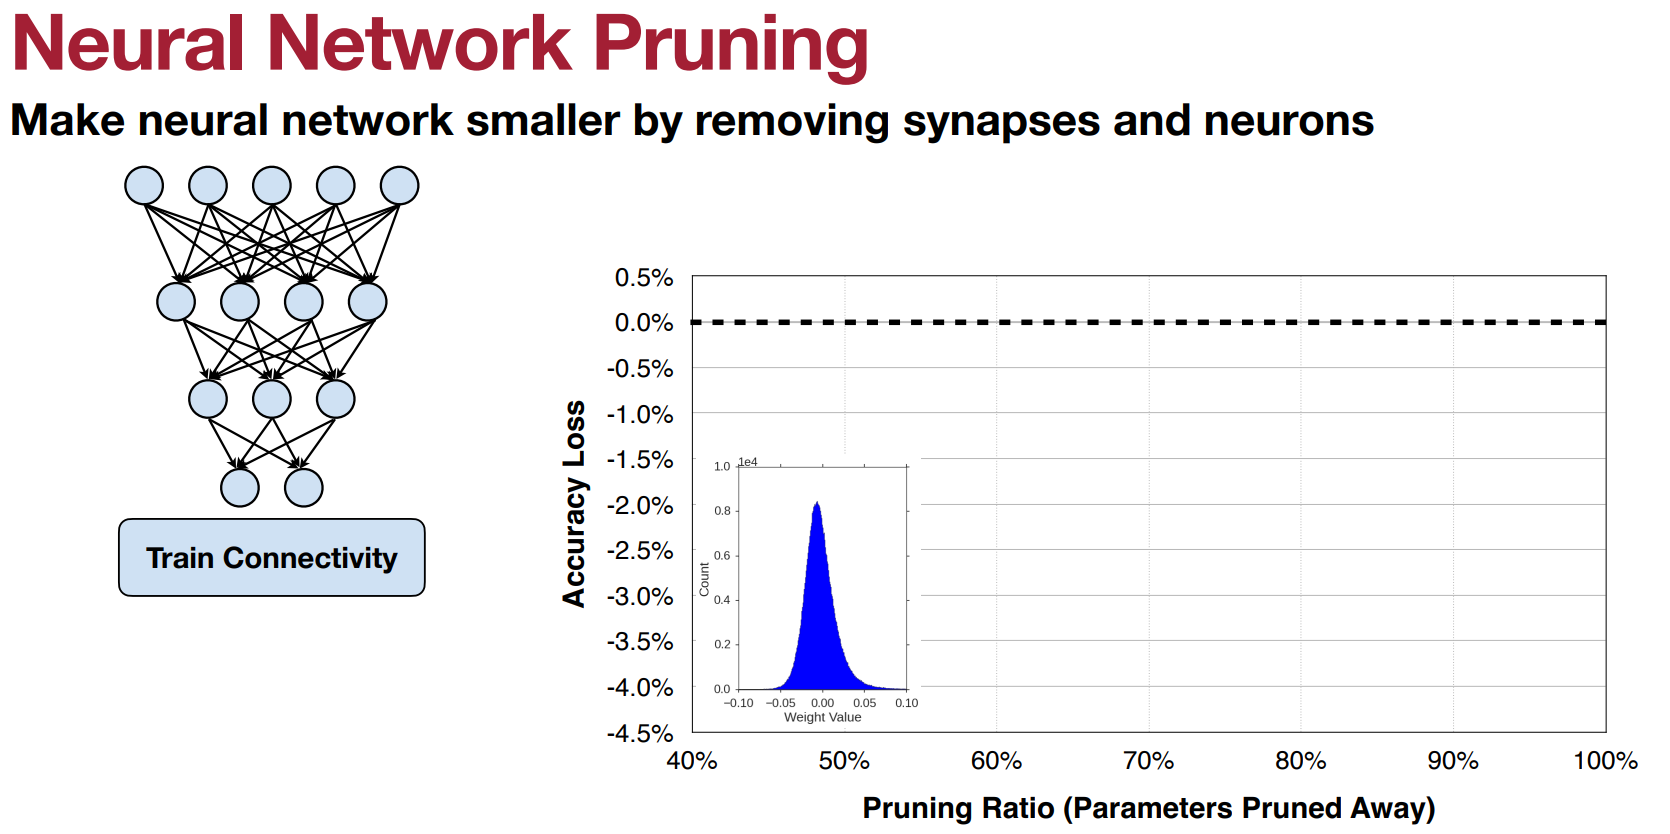 Neural Network Pruning
Make neural network smaller by removing synapses and neurons
Train Connectivity
Accuracy Loss
0.5%
0.0%
-0.5%
-1.0%
-1.5%
-2.0%
-2.5%
-3.0%
-3.5%
-4.0%
-4.5%
1e4
Count
1.0
0.8
0.6
0.4
0.2
0.0
−0.10 −0.05 0.00 0.05 0.10
Weight Value
40% 50% 60% 70% 80% 90% 100%
Pruning Ratio (Parameters Pruned Away)